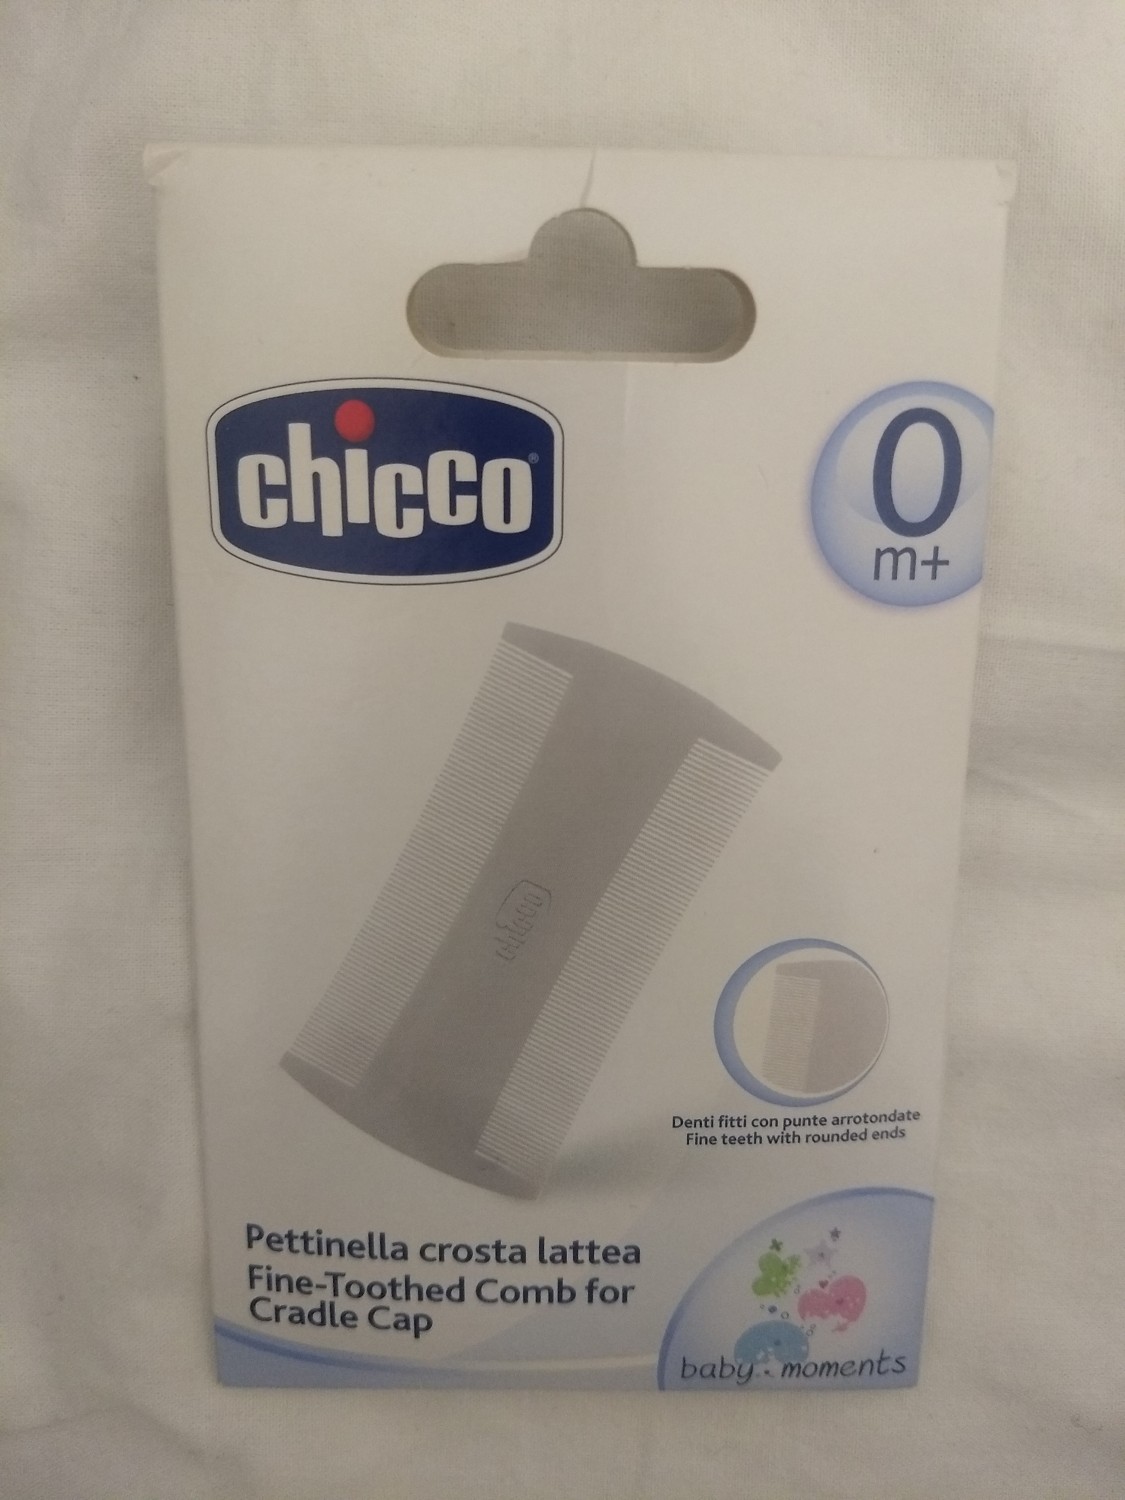 chicco®
0
m+
chicco
Denti fitti con punte arrotondate
Fine teeth with rounded ends
Pettinella crosta lattea
Fine-Toothed Comb for
Cradle Cap
baby moments